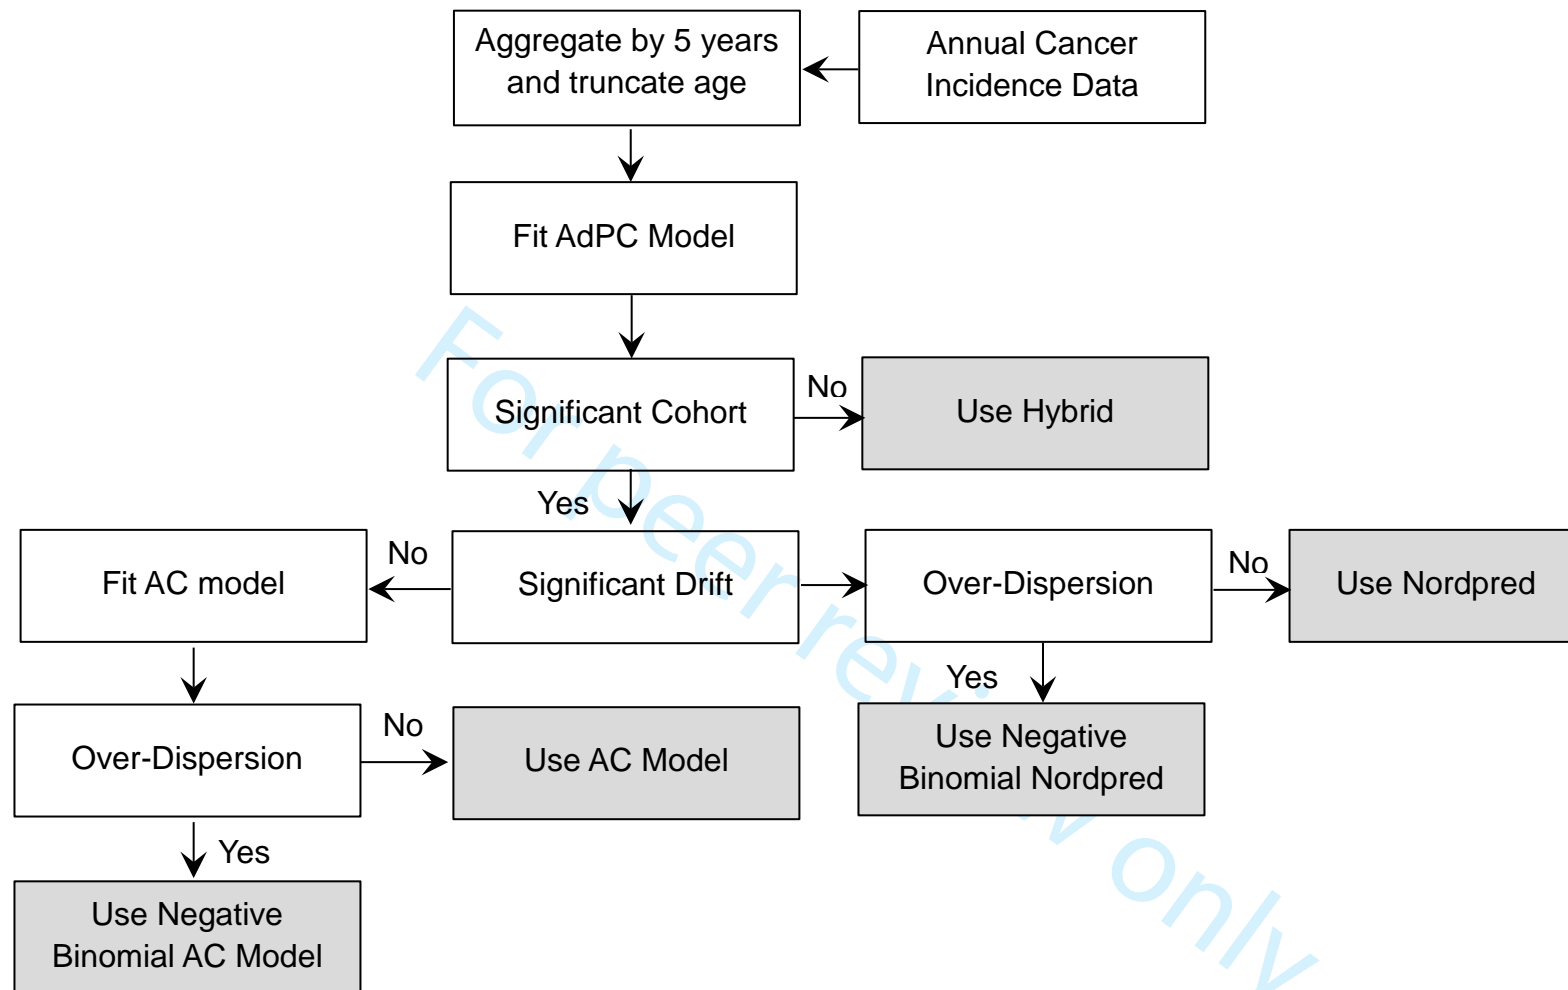 Aggregate by 5 years
and truncate age
Annual Cancer
Incidence Data
Fit AdPC Model
Significant Cohort
No
Use Hybrid
Yes
Fit AC model
No
Significant Drift
Over-Dispersion
No
Use Nordpred
Yes
Over-Dispersion
No
Use AC Model
Use Negative
Binomial Nordpred
Yes
Use Negative
Binomial AC Model
For peer review only